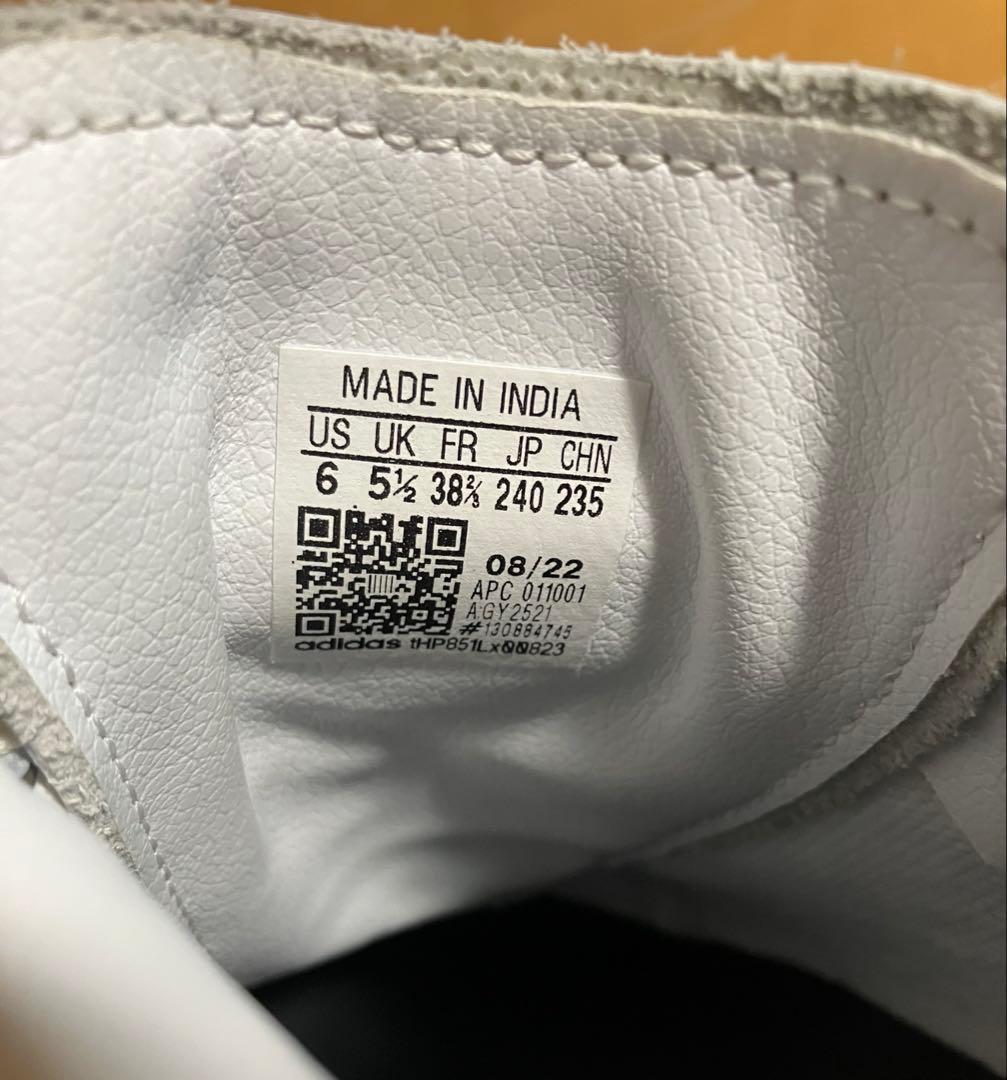 MADE IN INDIA
US UK FR JP CHN
6 5½ 38⅔ 240 235
08/22
APC 011001
AGY2521
#130884745
adidas tHP851Lx00823